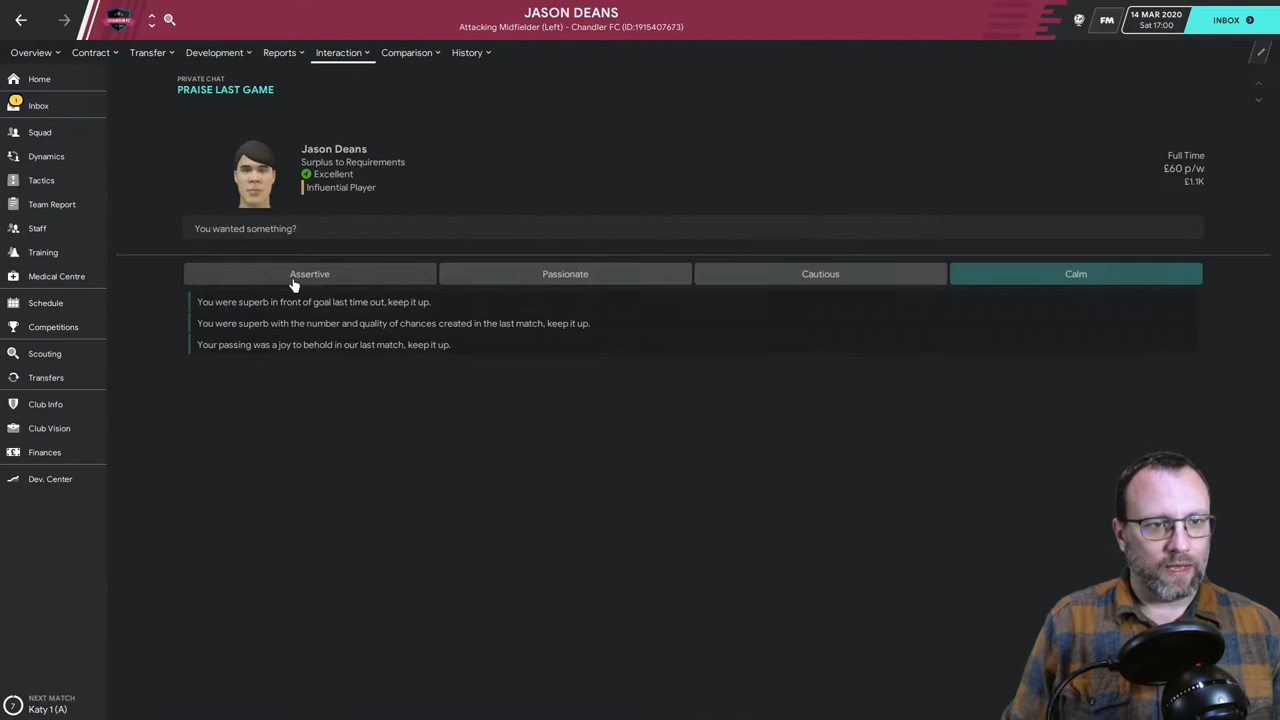 JASON DEANS
Attacking Midfielder (Left) - Chandler FC (ID:1915407673)
FM
14 MAR 2020
Sat 17:00
INBOX
Overview
Contract
Transfer
Development
Reports
Interaction
Comparison
History
Home
1
Inbox
Squad
Dynamics
Tactics
Team Report
Staff
Training
Medical Centre
Schedule
Competitions
Scouting
Transfers
Club Info
Club Vision
Finances
Dev. Center
PRIVATE CHAT
PRAISE LAST GAME
Jason Deans
Surplus to Requirements
Excellent
Influential Player
Full Time
£60 p/w
£1.1K
You wanted something?
Assertive
Passionate
Cautious
Calm
You were superb in front of goal last time out, keep it up.
You were superb with the number and quality of chances created in the last match, keep it up.
Your passing was a joy to behold in our last match, keep it up.
7
NEXT MATCH
Katy 1 (A)